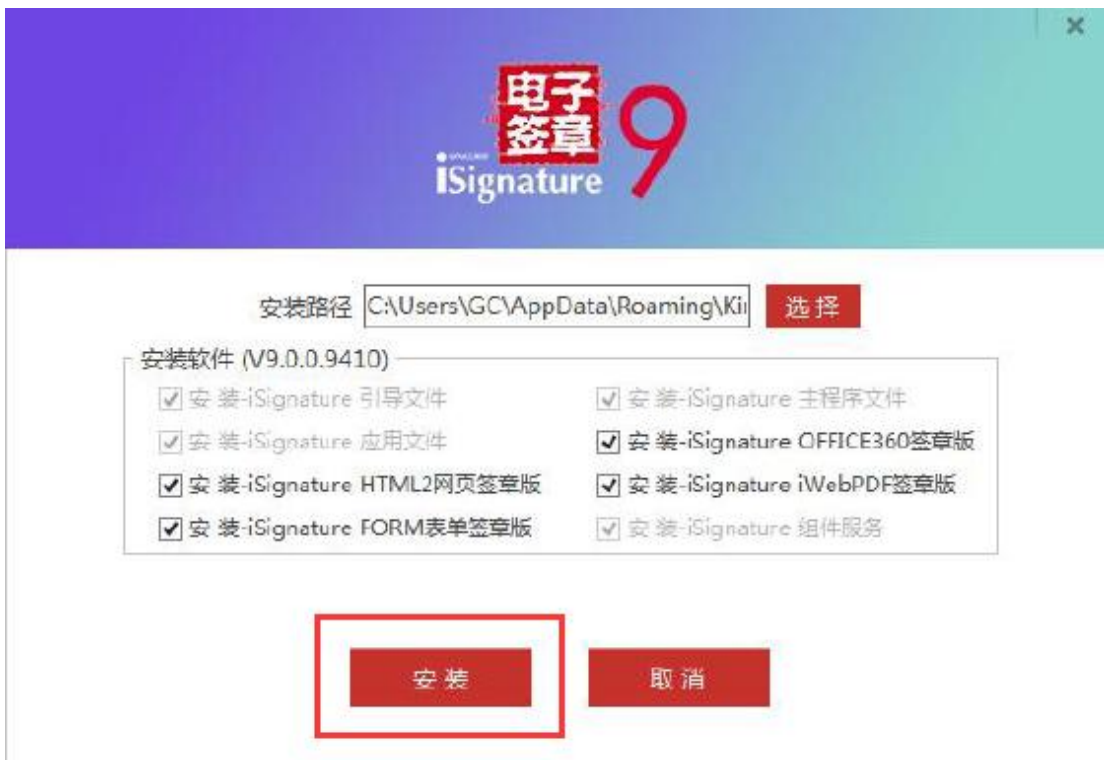 电子
签章
iSignature 9
安装路径 C:\Users\GC\AppData\Roaming\Kin 选择
安装软件 (V9.0.0.9410)
安 装-iSignature 引导文件 安 装-iSignature 主程序文件
安 装-iSignature 应用文件 安 装-iSignature OFFICE360签章版
安 装-iSignature HTML2网页签章版 安 装-iSignature iWebPDF签章版
安 装-iSignature FORM表单签章版 安 装-iSignature 组件服务
安 装 取 消